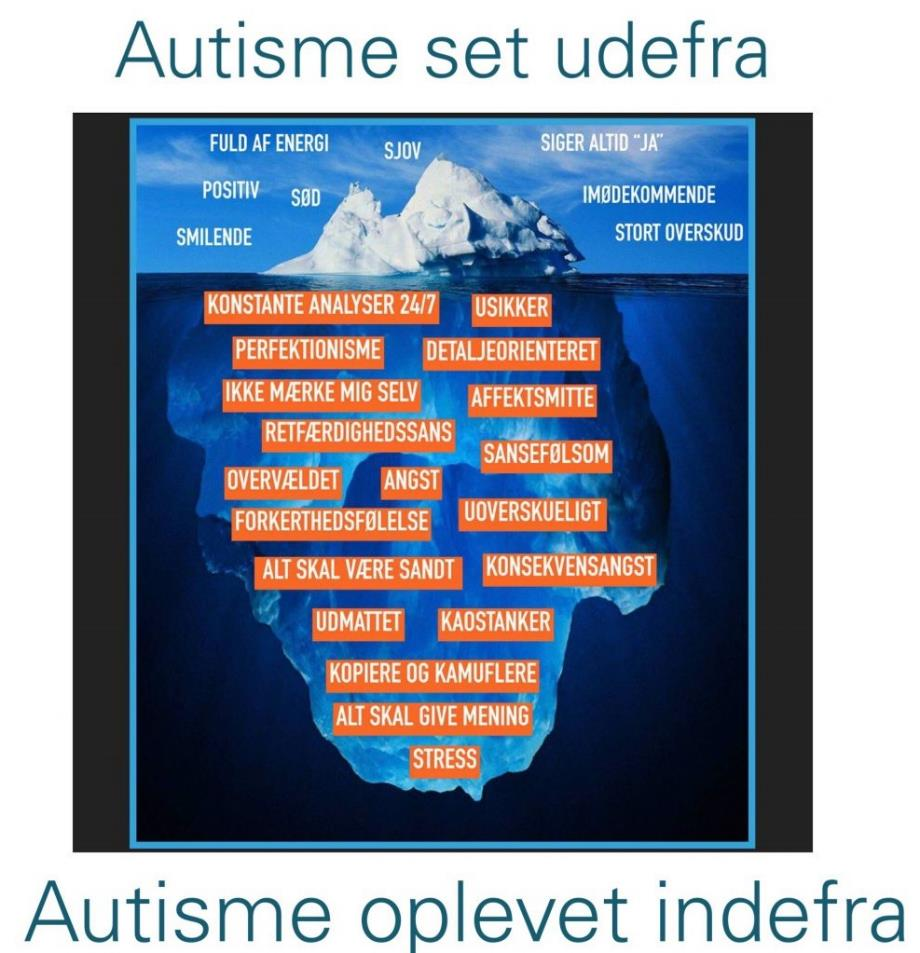 Autisme set udefra
FULD AF ENERGI
SJOV
SIGER ALTID "JA"
POSITIV
SØD
IMØDEKOMMENDE
SMILENDE
STORT OVERSKUD
KONSTANTE ANALYSER 24/7
USIKKER
PERFEKTIONISME
DETALJEORIENTERET
IKKE MÆRKE MIG SELV
AFFEKTSMITTE
RETFÆRDIGHEDSSANS
SANSEFØLSOM
OVERVÆLDET
ANGST
FORKERTHEDSFØLELSE
UOVERSKUELIGT
ALT SKAL VÆRE SANDT
KONSEKVENSANGST
UDMATTET
KAOSTANKER
KOPIERE OG KAMUFLERE
ALT SKAL GIVE MENING
STRESS
Autisme oplevet indefra